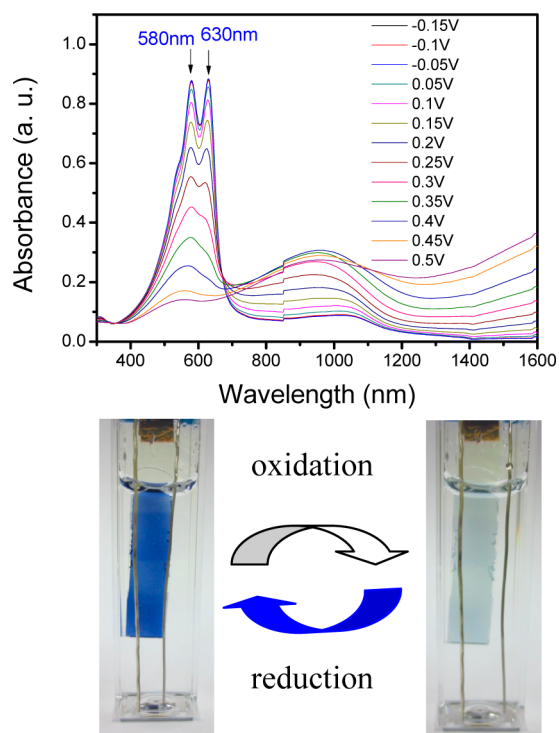 580nm 630nm
1.0
0.8
0.6
0.4
0.2
0.0
Absorbance (a. u.)
-0.15V
-0.1V
-0.05V
0.05V
0.1V
0.15V
0.2V
0.25V
0.3V
0.35V
0.4V
0.45V
0.5V
400 600 800 1000 1200 1400 1600
Wavelength (nm)
oxidation
reduction